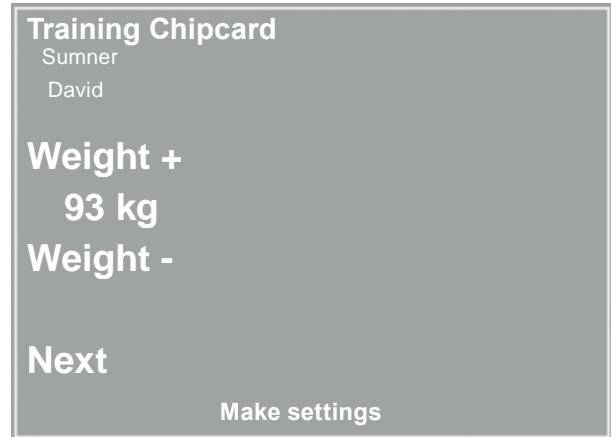 Training Chipcard
Sumner
David
Weight +
93 kg
Weight -
Next
Make settings